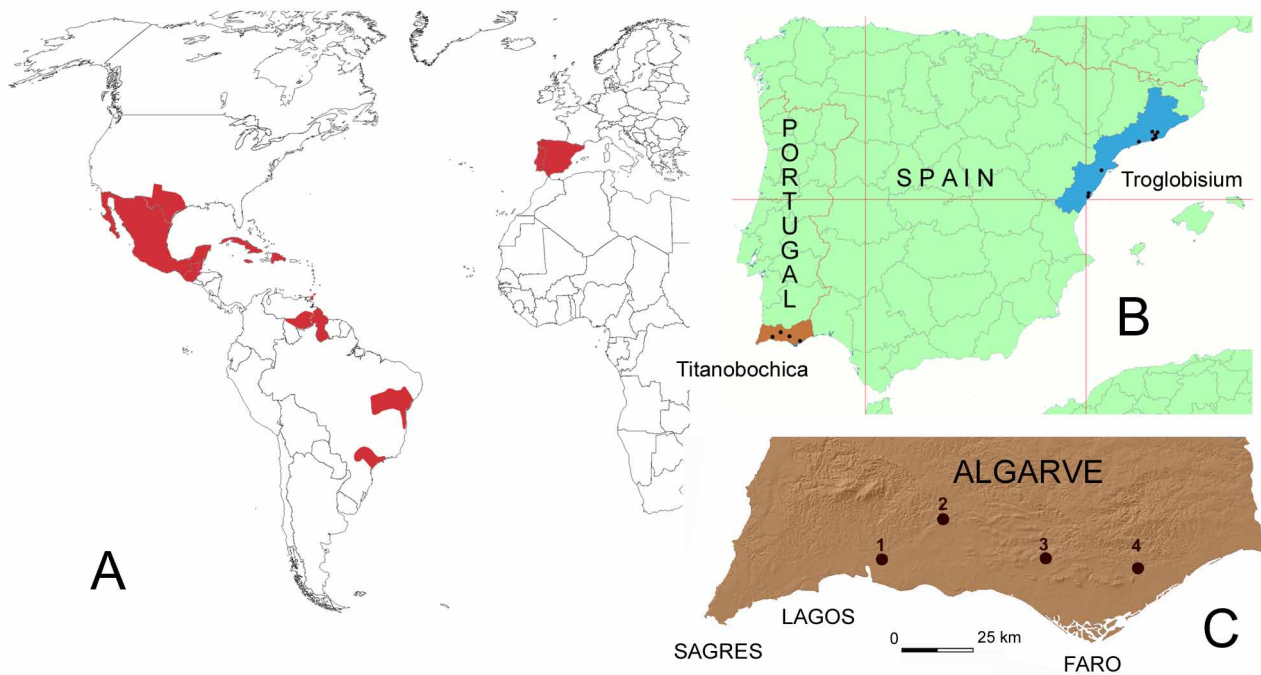 A
PORTUGAL
SPAIN
Troglobisium
B
Titanobochica
ALGARVE
2
1
3
4
LAGOS
0 25 km
SAGRES
FARO
C